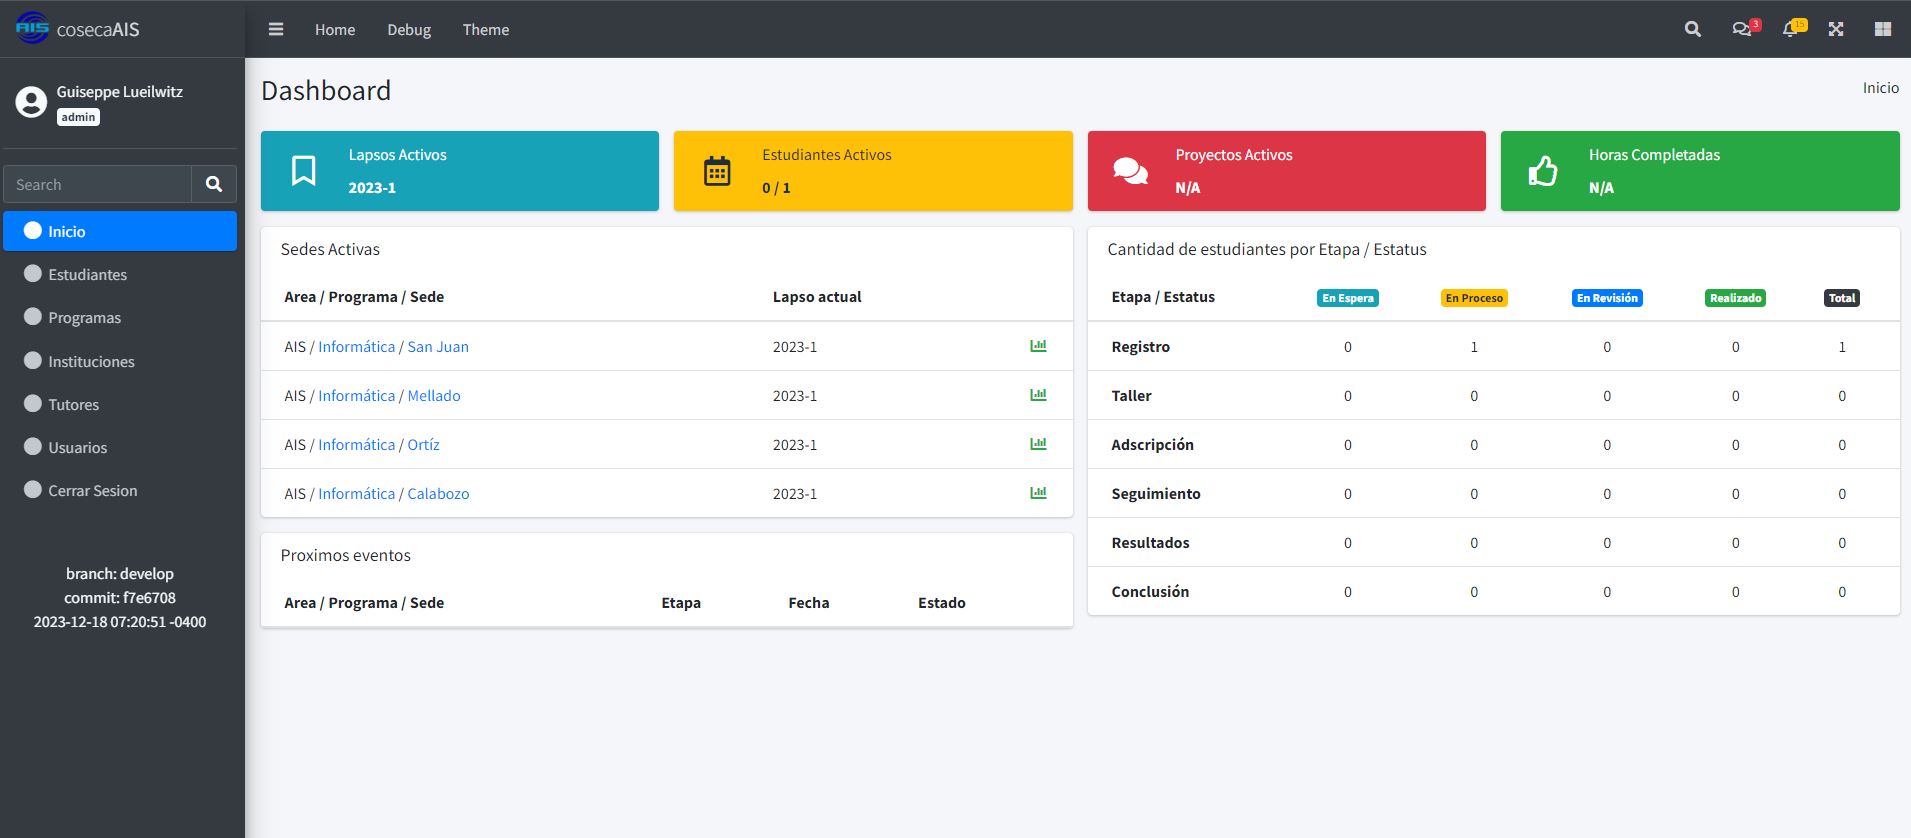 AIS cosecaAIS
Home Debug Theme
3 15
Guiseppe Lueilwitz
admin
Search
Inicio
Estudiantes
Programas
Instituciones
Tutores
Usuarios
Cerrar Sesion
branch: develop
commit: f7e6708
2023-12-18 07:20:51 -0400
Dashboard
Inicio
Lapsos Activos
2023-1
Estudiantes Activos
0 / 1
Proyectos Activos
N/A
Horas Completadas
N/A
Sedes Activas
Area / Programa / Sede Lapso actual
AIS / Informática / San Juan 2023-1
AIS / Informática / Mellado 2023-1
AIS / Informática / Ortíz 2023-1
AIS / Informática / Calabozo 2023-1
Proximos eventos
Area / Programa / Sede Etapa Fecha Estado
Cantidad de estudiantes por Etapa / Estatus
Etapa / Estatus En Espera En Proceso En Revisión Realizado Total
Registro 0 1 0 0 1
Taller 0 0 0 0 0
Adscripción 0 0 0 0 0
Seguimiento 0 0 0 0 0
Resultados 0 0 0 0 0
Conclusión 0 0 0 0 0